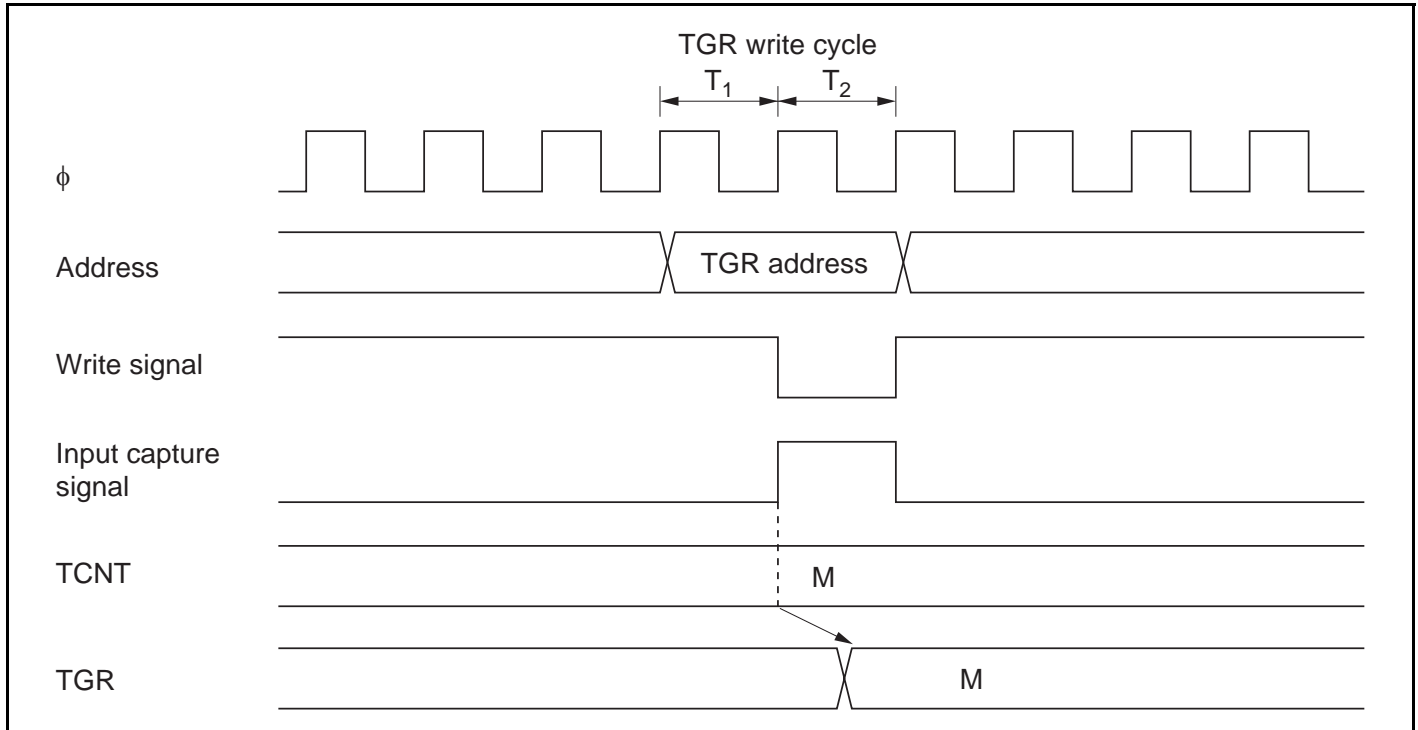 TGR write cycle
T1 T2
ϕ
Address
TGR address
Write signal
Input capture
signal
TCNT
M
TGR
M